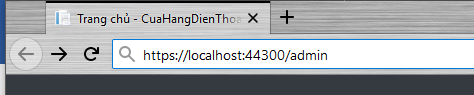 Trang chủ - CuaHangDienThoa
https://localhost:44300/admin